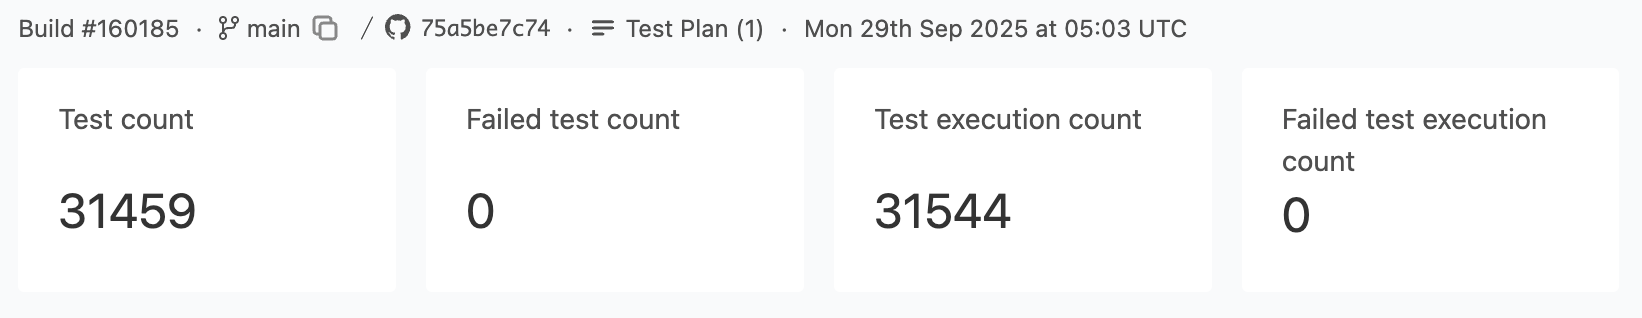 Build #160185 · main / 75a5be7c74 · Test Plan (1) · Mon 29th Sep 2025 at 05:03 UTC
Test count
31459
Failed test count
0
Test execution count
31544
Failed test execution
count
0